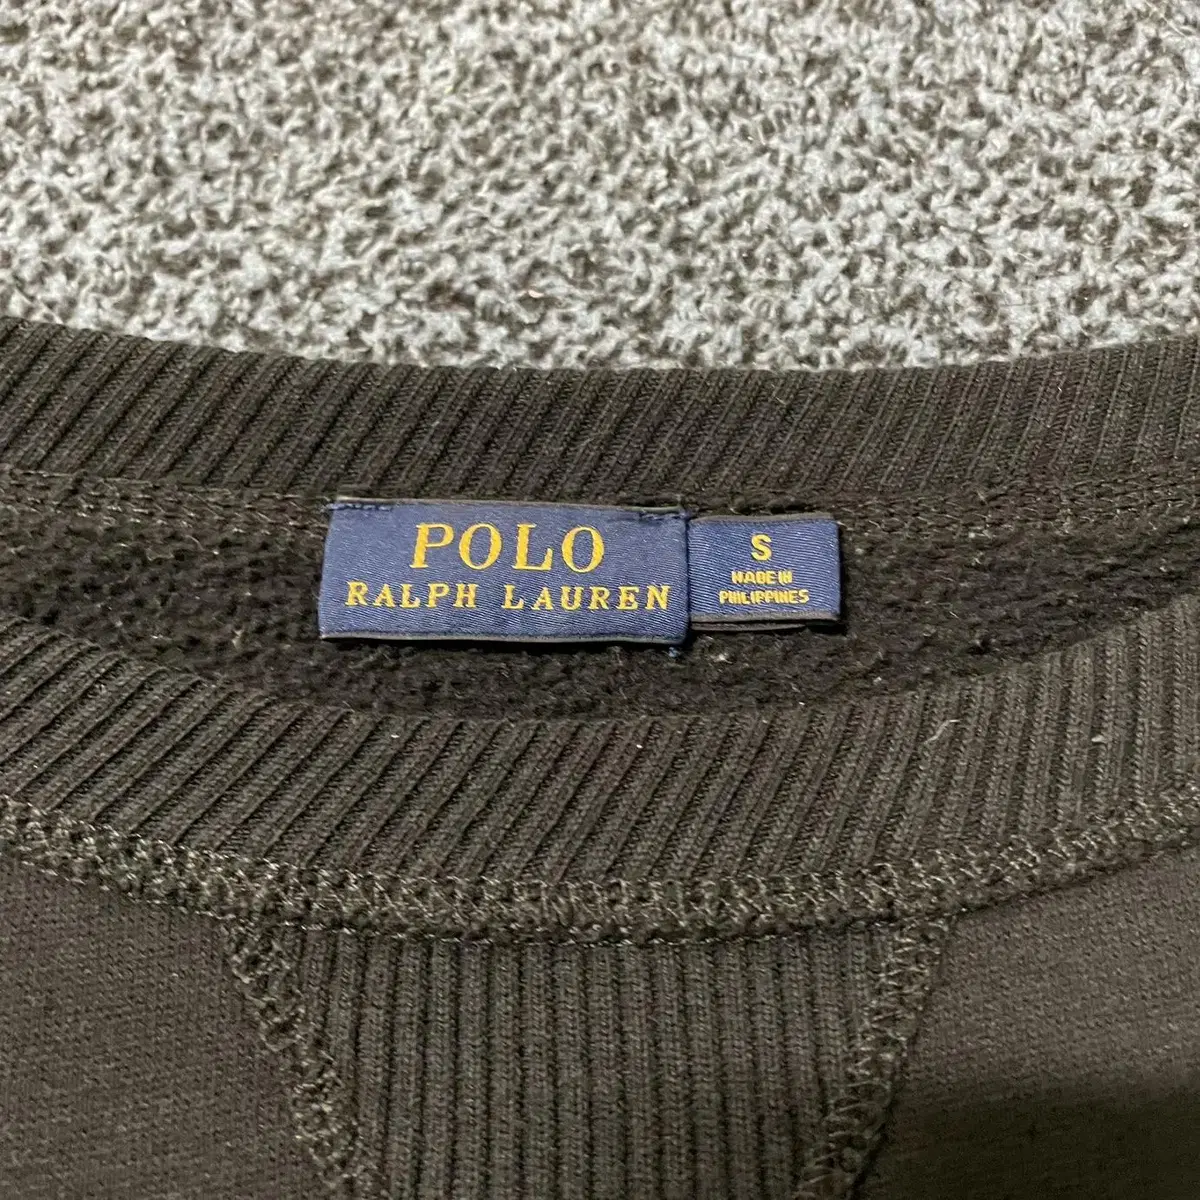 POLO
RALPH LAUREN
S
MADE IN
PHILIPPINES